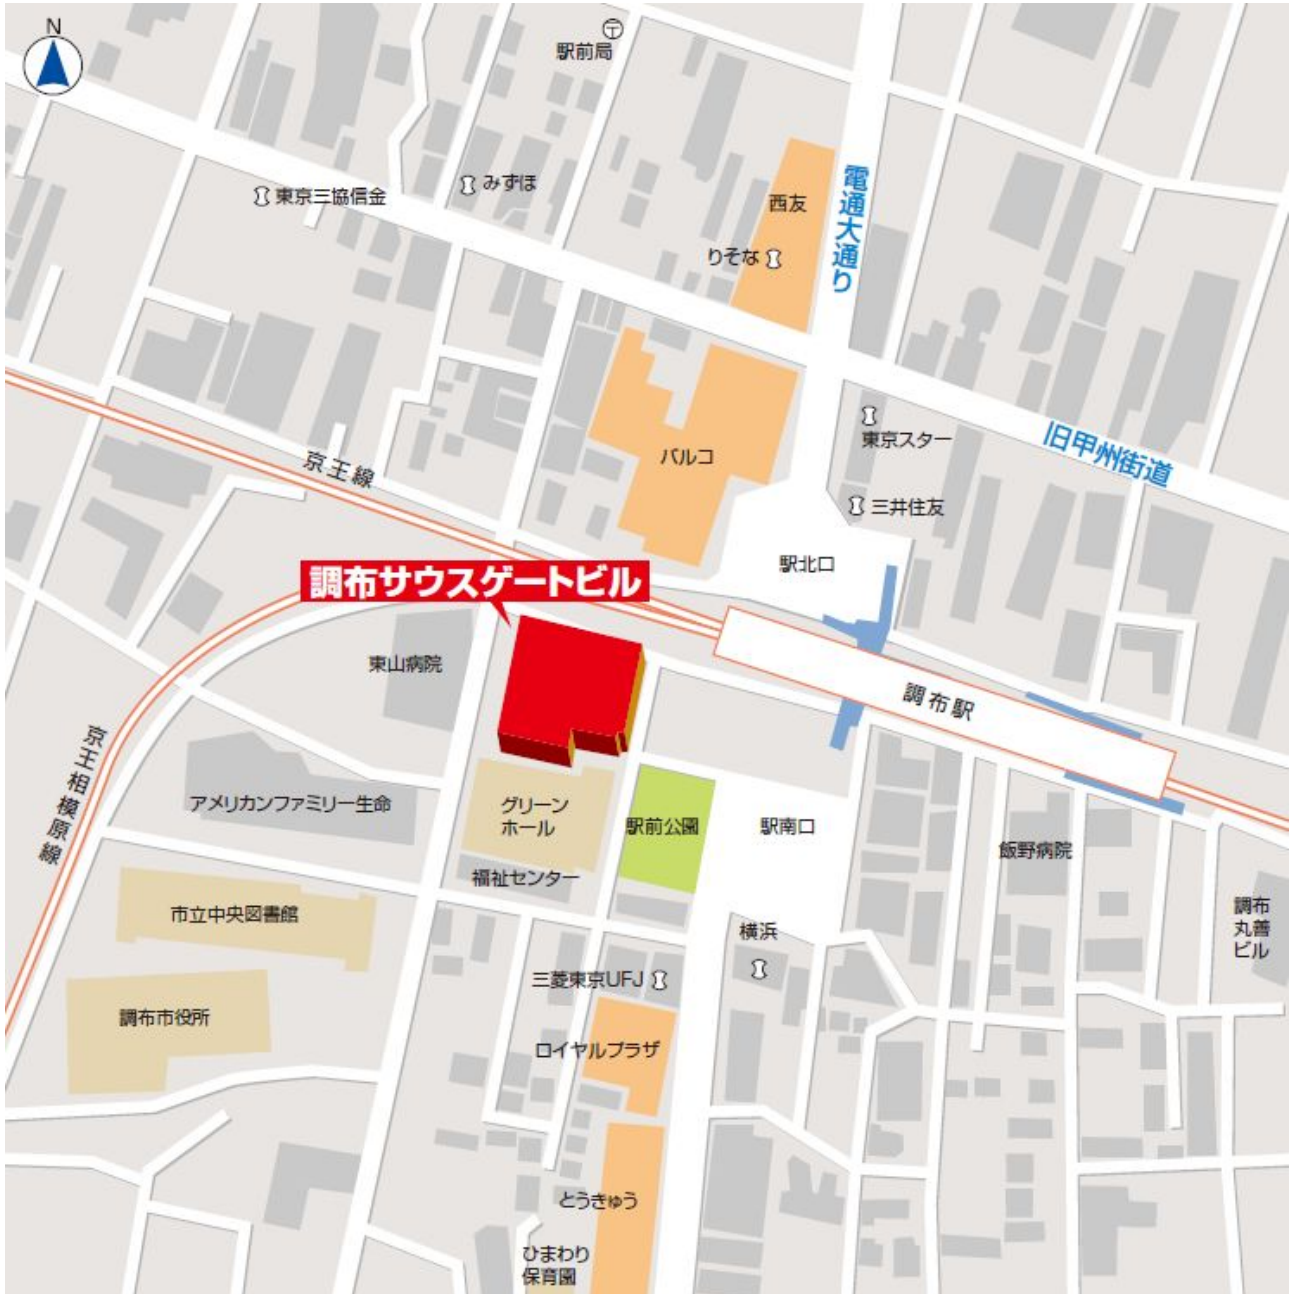 N
〒
駅前局
東京三協信金
みずほ
西友
りそな
電通大通り
東京スター
旧甲州街道
パルコ
三井住友
京王線
駅北口
調布サウスゲートビル
東山病院
調布駅
京王相模原線
アメリカンファミリー生命
グリーン
ホール
駅前公園
駅南口
飯野病院
福祉センター
市立中央図書館
横浜
調布
丸善
ビル
三菱東京UFJ
調布市役所
ロイヤルプラザ
とうきゅう
ひまわり
保育園